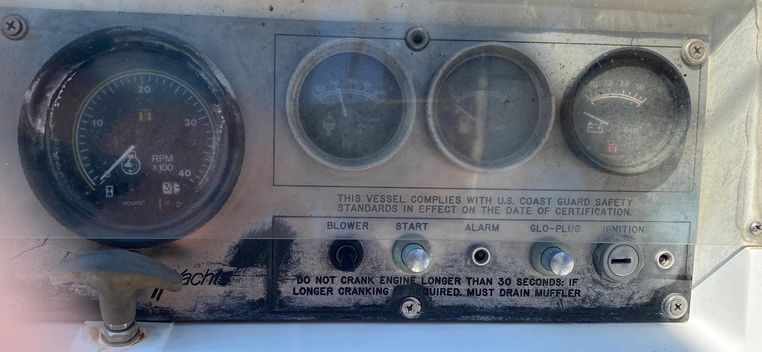 20
10
30
40
RPM
x100
HOURS
THIS VESSEL COMPLIES WITH U.S. COAST GUARD SAFETY
STANDARDS IN EFFECT ON THE DATE OF CERTIFICATION.
BLOWER START ALARM GLO-PLUG IGNITION
DO NOT CRANK ENGINE LONGER THAN 30 SECONDS: IF
LONGER CRANKING IS REQUIRED. MUST DRAIN MUFFLER